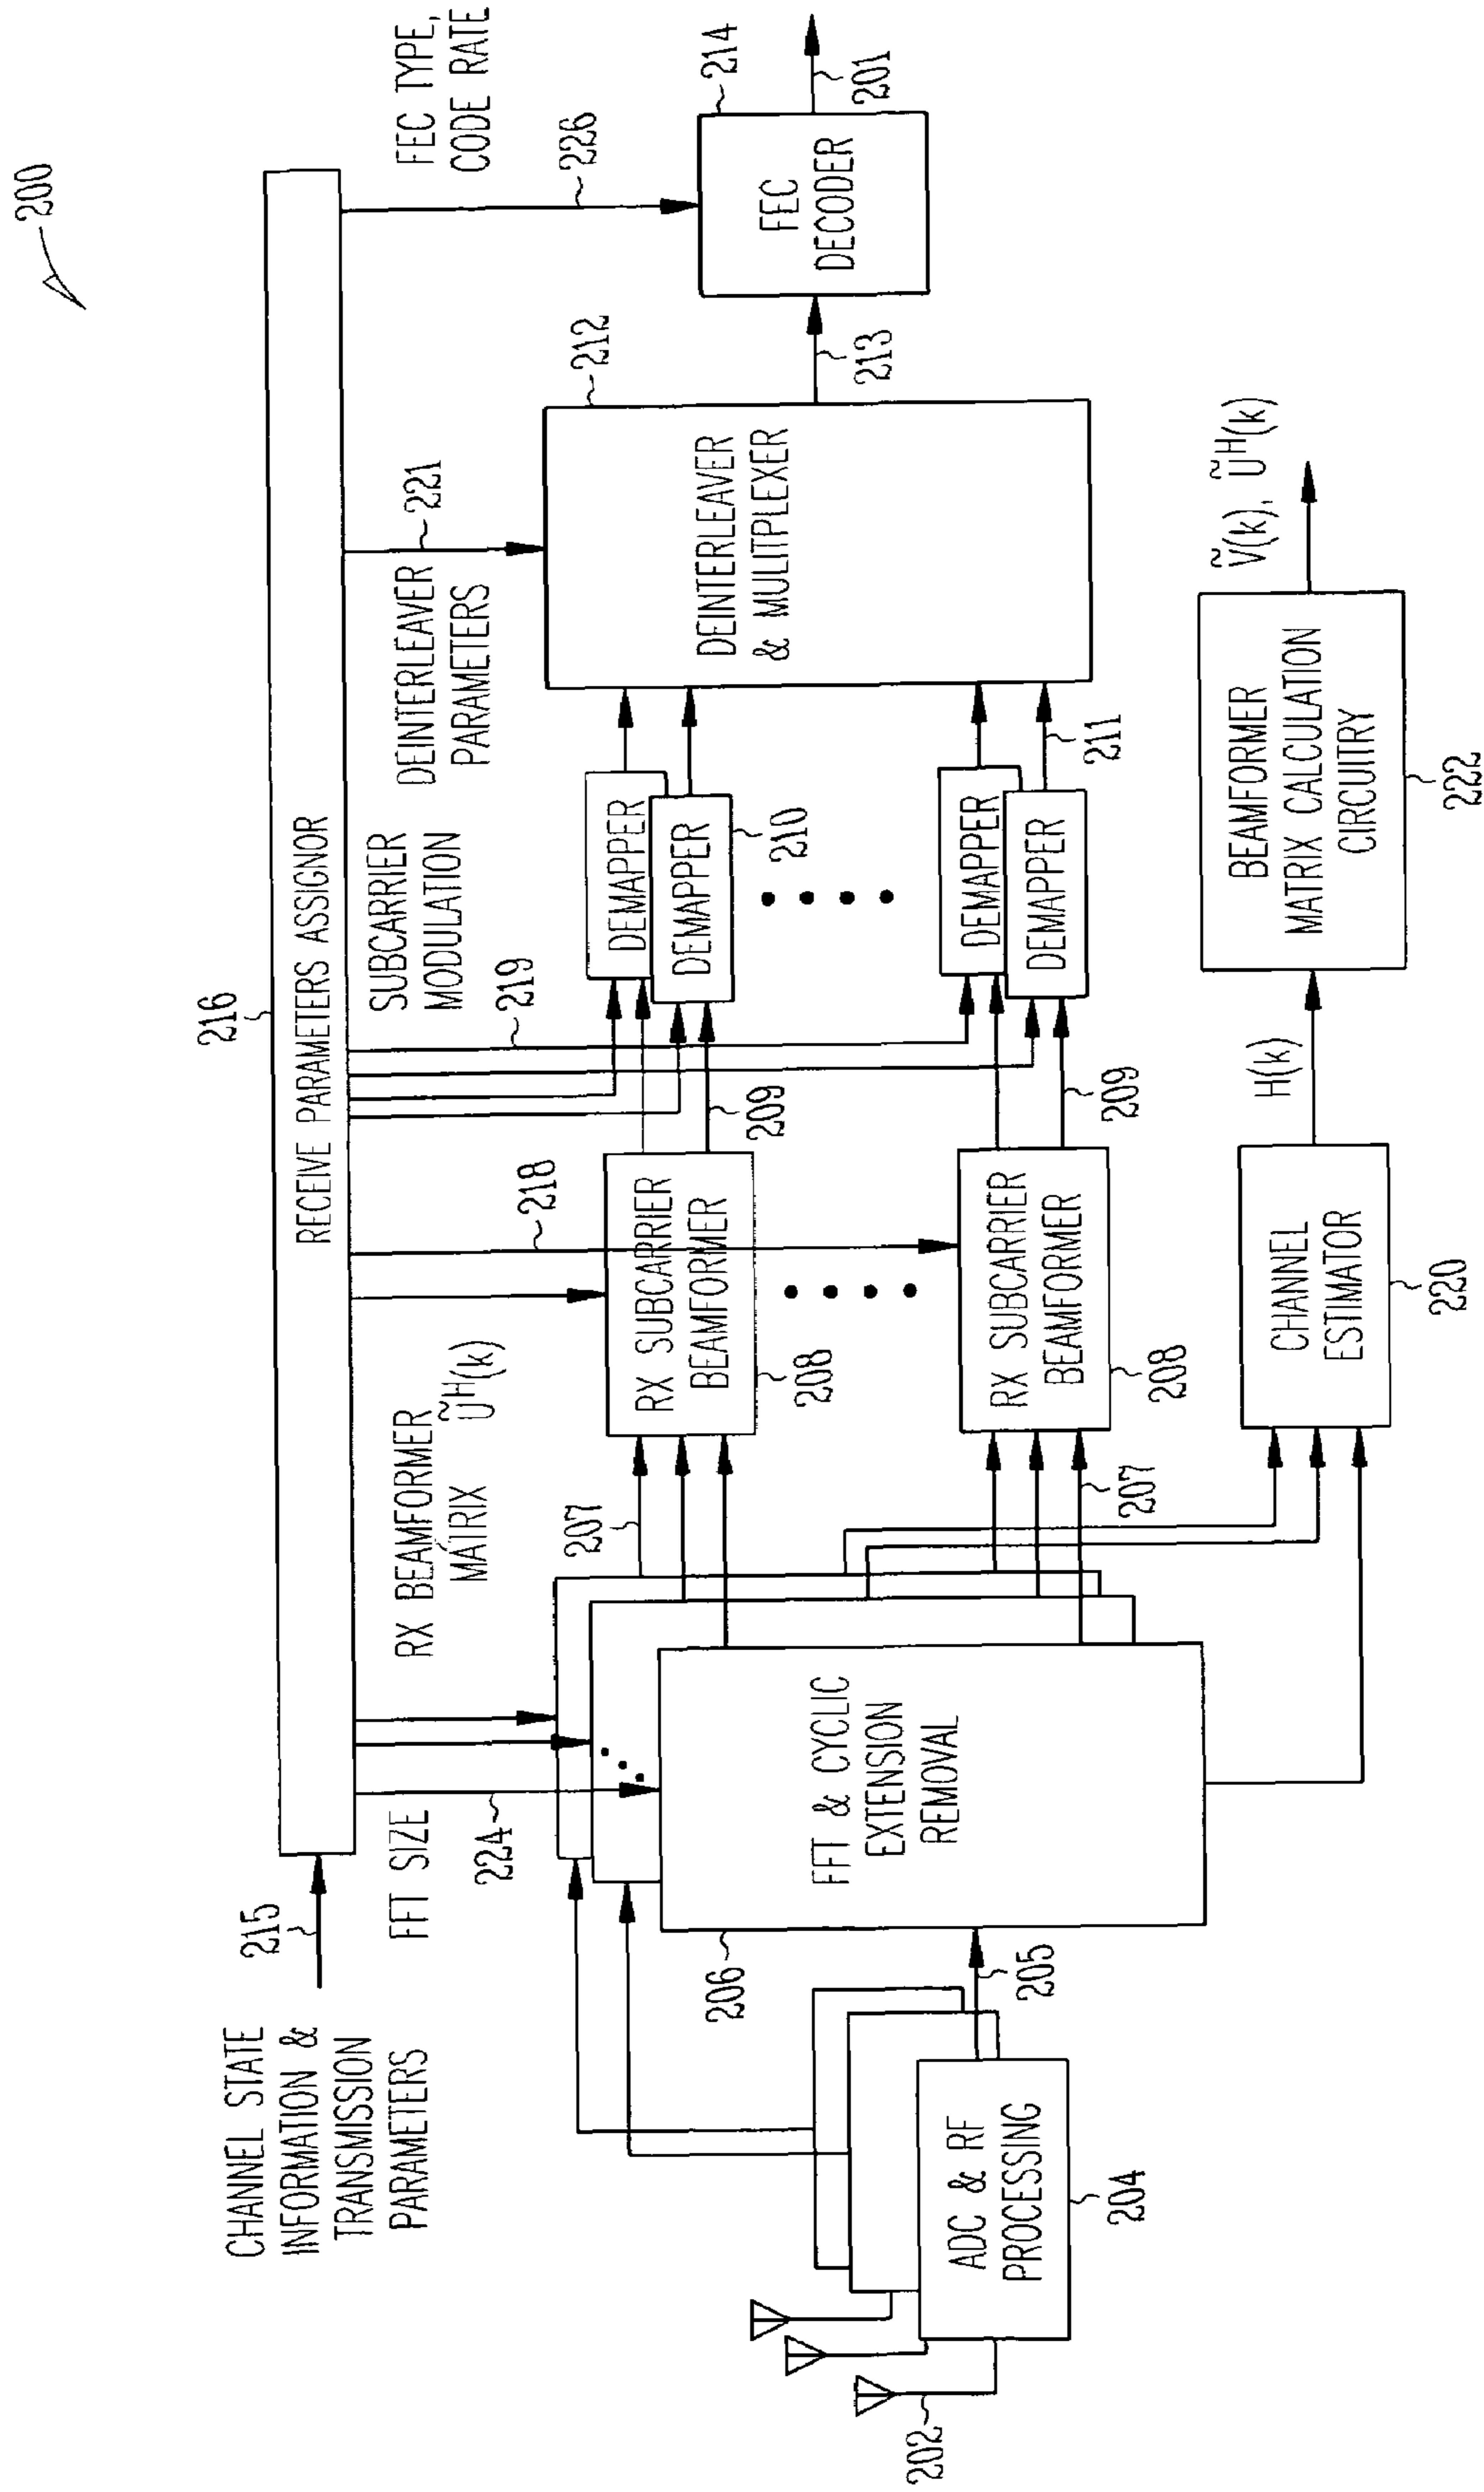 200
216
RECEIVE PARAMETERS ASSIGNOR
215
CHANNEL STATE
INFORMATION &
TRANSMISSION
PARAMETERS
FFT SIZE
224
RX BEAMFORMER
MATRIX
Ũᴴ(k)
218
SUBCARRIER
MODULATION
219
DEINTERLEAVER
PARAMETERS
221
FEC TYPE,
CODE RATE
226
202
ADC & RF
PROCESSING
204
205
FFT & CYCLIC
EXTENSION
REMOVAL
206
207
207
RX SUBCARRIER
BEAMFORMER
208
RX SUBCARRIER
BEAMFORMER
208
209
209
DEMAPPER
DEMAPPER
210
DEMAPPER
DEMAPPER
211
DEINTERLEAVER
& MULITPLEXER
212
213
FEC
DECODER
214
201
CHANNEL
ESTIMATOR
220
H(k)
BEAMFORMER
MATRIX CALCULATION
CIRCUITRY
222
Ṽ(k), Ũᴴ(k)